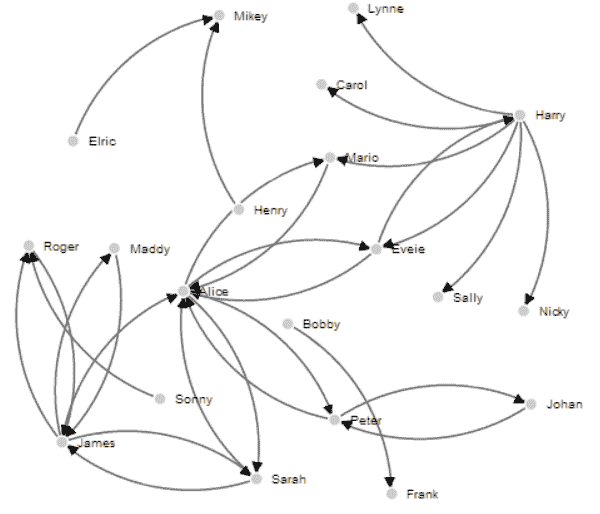 Lynne
Mikey
Carol
Harry
Elric
Mario
Henry
Roger
Maddy
Eveie
Alice
Sally
Nicky
Bobby
Sonny
Johan
Peter
James
Sarah
Frank